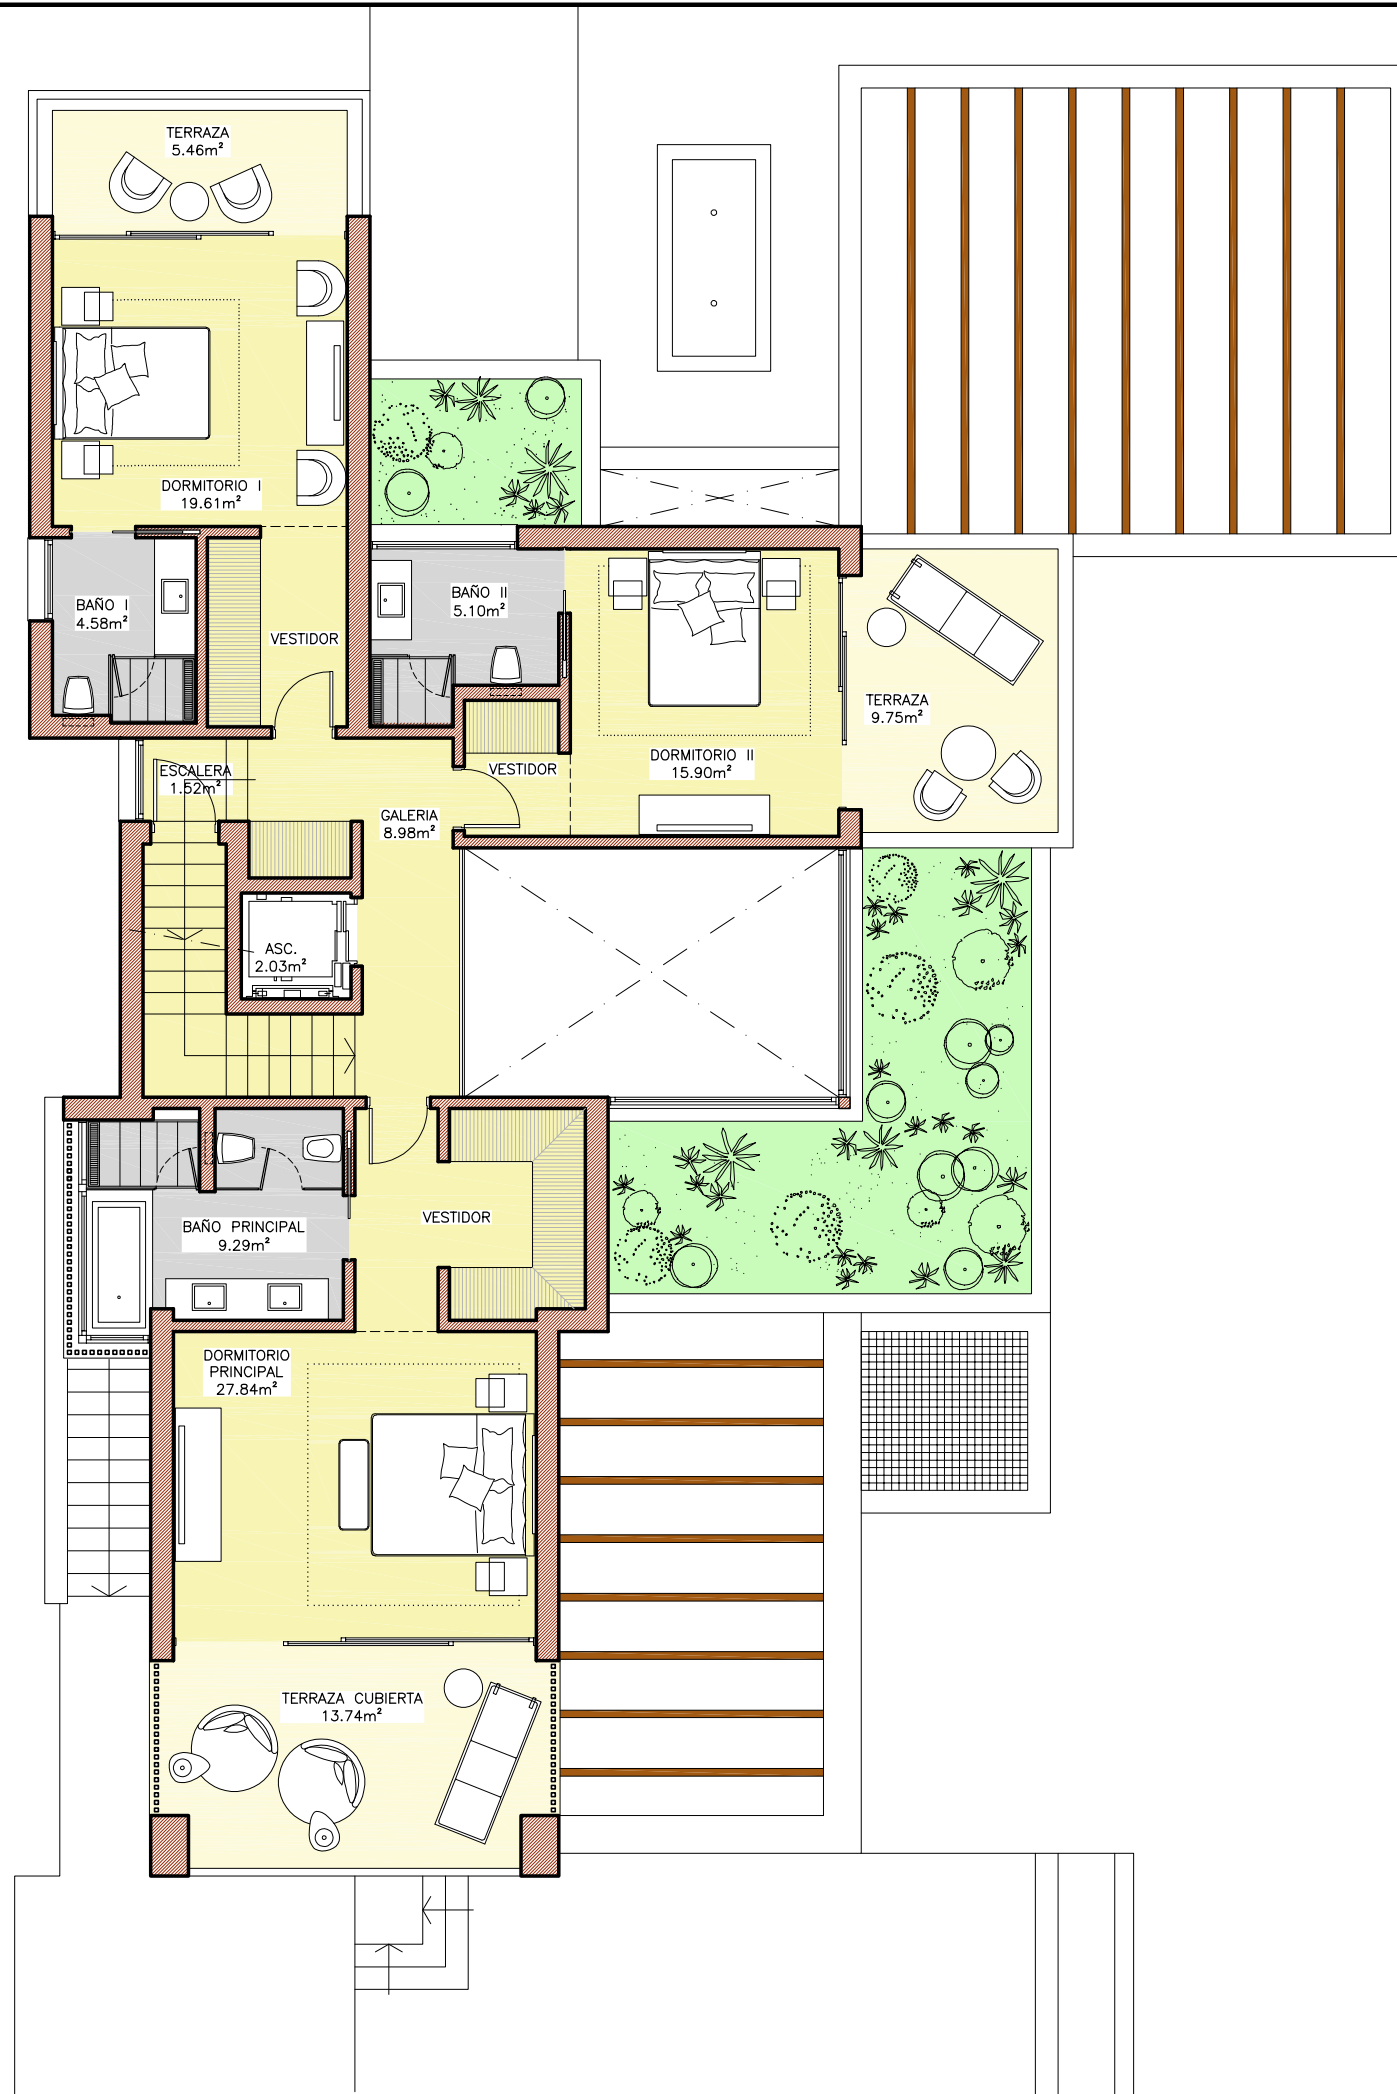 TERRAZA
5.46m²
DORMITORIO I
19.61m²
BAÑO I
4.58m²
VESTIDOR
BAÑO II
5.10m²
TERRAZA
9.75m²
DORMITORIO II
15.90m²
VESTIDOR
ESCALERA
1.52m²
GALERIA
8.98m²
ASC.
2.03m²
BAÑO PRINCIPAL
9.29m²
VESTIDOR
DORMITORIO
PRINCIPAL
27.84m²
TERRAZA CUBIERTA
13.74m²